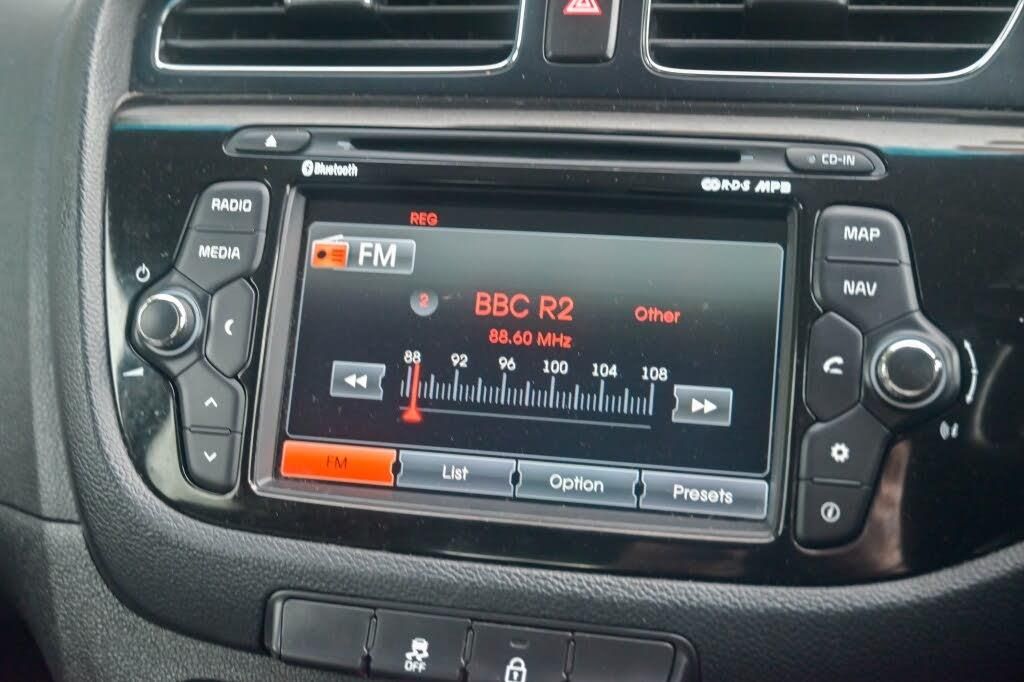 CD-IN
Bluetooth
RDS MP3
RADIO
REG
MAP
MEDIA
FM
NAV
2
BBC R2
Other
88.60 MHz
88 92 96 100 104 108
FM
List
Option
Presets
OFF